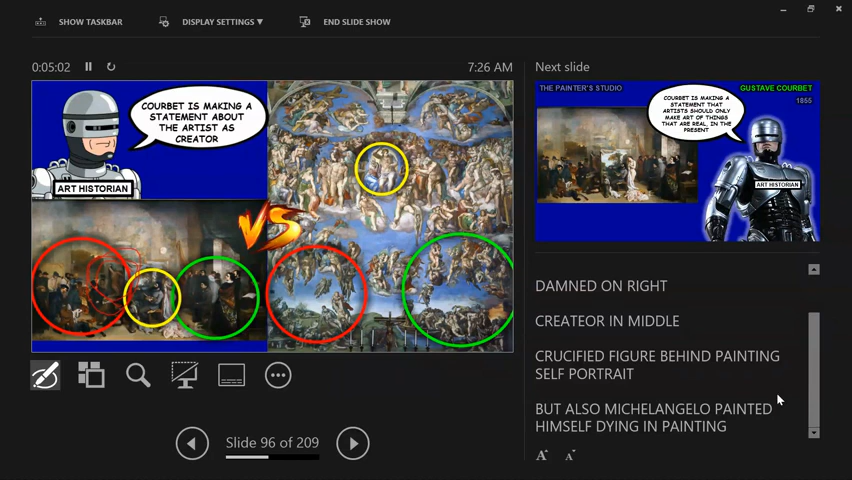 SHOW TASKBAR
DISPLAY SETTINGS ▼
END SLIDE SHOW
0:05:02
7:26 AM
COURBET IS MAKING A
STATEMENT ABOUT
THE ARTIST AS
CREATOR
ART HISTORIAN
VS
Next slide
THE PAINTER'S STUDIO
GUSTAVE COURBET
1855
COURBET IS MAKING A
STATEMENT THAT
ARTISTS SHOULD ONLY
MAKE ART OF THINGS
THAT ARE REAL, IN THE
PRESENT
ART HISTORIAN
DAMNED ON RIGHT
CREATEOR IN MIDDLE
CRUCIFIED FIGURE BEHIND PAINTING
SELF PORTRAIT
BUT ALSO MICHELANGELO PAINTED
HIMSELF DYING IN PAINTING
Slide 96 of 209
A A